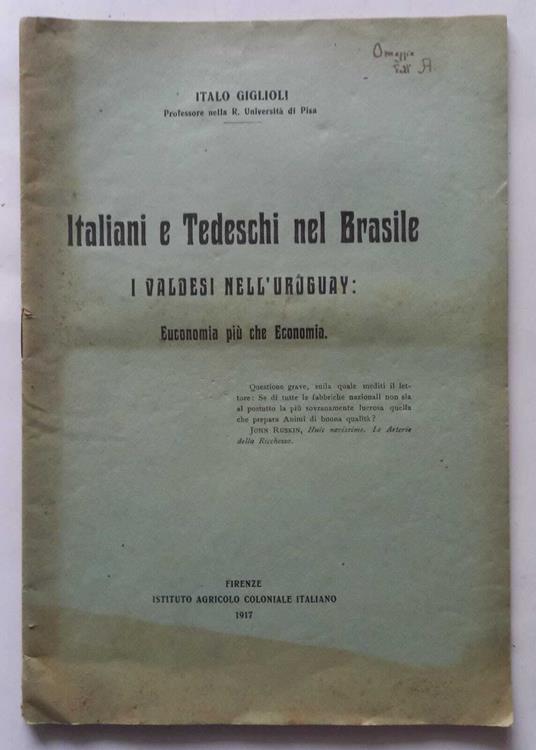 Omaggio
dell' A.
ITALO GIGLIOLI
Professore nella R. Università di Pisa
Italiani e Tedeschi nel Brasile
I VALDESI NELL'URUGUAY:
Euconomia più che Economia.
Questione grave, sulla quale mediti il let-
tore: Se di tutte le fabbriche nazionali non sia
al postutto la più sovranamente lucrosa quella
che prepara Animi di buona qualità?
JOHN RUSKIN, Huic novissimo. Le Arterie
della Ricchezza.
FIRENZE
ISTITUTO AGRICOLO COLONIALE ITALIANO
1917